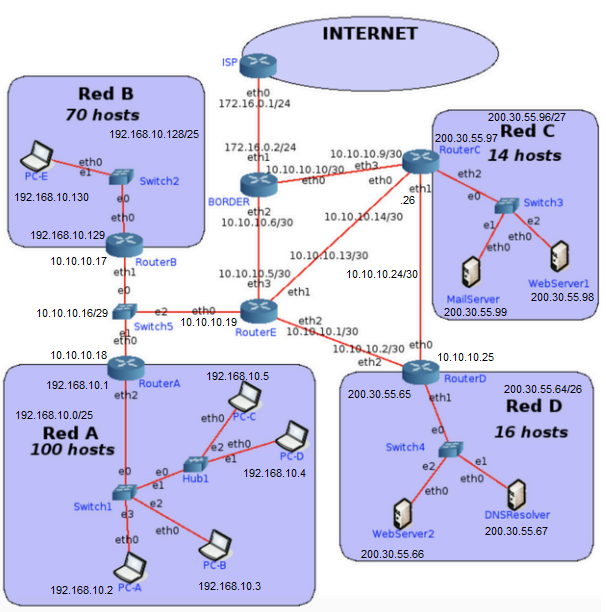 INTERNET
ISP
eth0
172.16.0.1/24
Red B
70 hosts
192.168.10.128/25
PC-E
eth0
e1
Switch2
192.168.10.130
e0
eth0
192.168.10.129
RouterB
10.10.10.17
eth1
172.16.0.2/24
eth1
BORDER
10.10.10.10/30
eth0
eth2
10.10.10.6/30
200.30.55.96/27
200.30.55.97
Red C
14 hosts
10.10.10.9/30
eth3
RouterC
eth0
eth1
.26
eth2
e0
Switch3
e1
e2
eth0
eth0
MailServer
200.30.55.99
WebServer1
200.30.55.98
10.10.10.14/30
10.10.10.13/30
10.10.10.24/30
10.10.10.5/30
eth3
eth1
e0
10.10.10.16/29
e2
eth0
10.10.10.19
RouterE
Switch5
e1
eth0
eth2
10.10.10.1/30
10.10.10.2/30
eth2
eth0
10.10.10.25
RouterD
10.10.10.18
192.168.10.1
RouterA
eth2
192.168.10.0/25
Red A
100 hosts
192.168.10.5
PC-C
eth0
e2
eth0
e1
PC-D
192.168.10.4
Hub1
e0
e0
e1
Switch1
e2
e3
eth0
eth0
PC-A
192.168.10.2
PC-B
192.168.10.3
200.30.55.65
eth1
200.30.55.64/26
Red D
16 hosts
e0
Switch4
e2
e1
eth0
eth0
DNSResolver
200.30.55.67
WebServer2
200.30.55.66